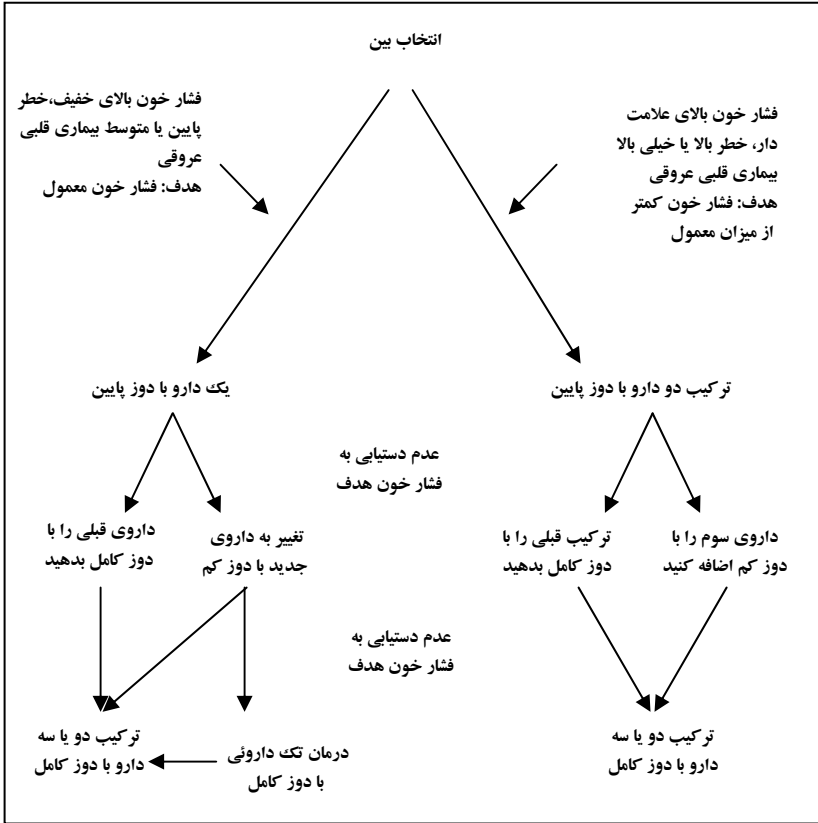 انتخاب بین
فشار خون بالای علامت
دار، خطر بالا یا خیلی بالا
بیماری قلبی عروقی
هدف: فشار خون کمتر
از میزان معمول
فشار خون بالای خفیف،خطر
پایین یا متوسط بیماری قلبی
عروقی
هدف: فشار خون معمول
ترکیب دو دارو با دوز پایین
یک دارو با دوز پایین
عدم دستیابی به
فشار خون هدف
داروی سوم را با
دوز کم اضافه کنید
ترکیب قبلی را با
دوز کامل بدهید
تغییر به داروی
جدید با دوز کم
داروی قبلی را با
دوز کامل بدهید
عدم دستیابی به
فشار خون هدف
ترکیب دو یا سه
دارو با دوز کامل
درمان تک داروئی
با دوز کامل
ترکیب دو یا سه
دارو با دوز کامل